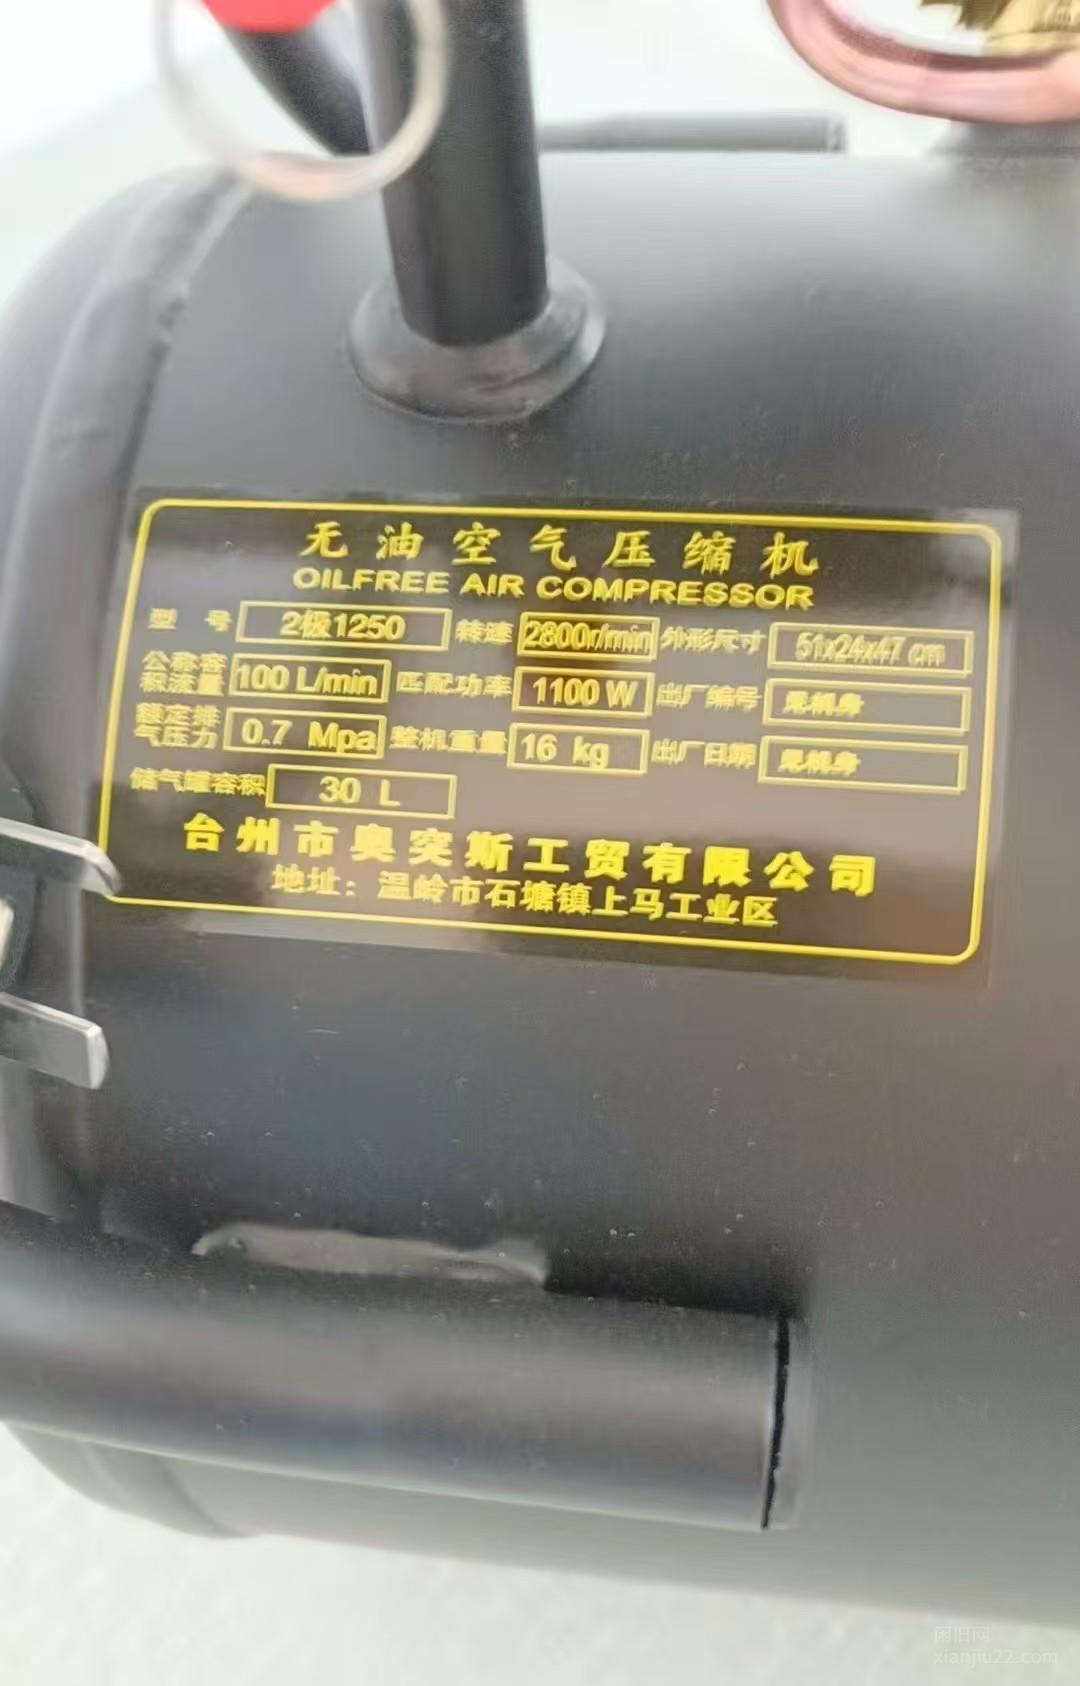 无油空气压缩机
OILFREE AIR COMPRESSOR
型 号 2极1250 转速 2800r/min 外形尺寸 51x24x47 cm
公称容积流量 100 L/min 匹配功率 1100 W 出厂编号 见机身
额定排气压力 0.7 Mpa 整机重量 16 kg 出厂日期 见机身
储气罐容积 30 L
台州市奥突斯工贸有限公司
地址：温岭市石塘镇上马工业区
闲旧网
xianjiu22.com